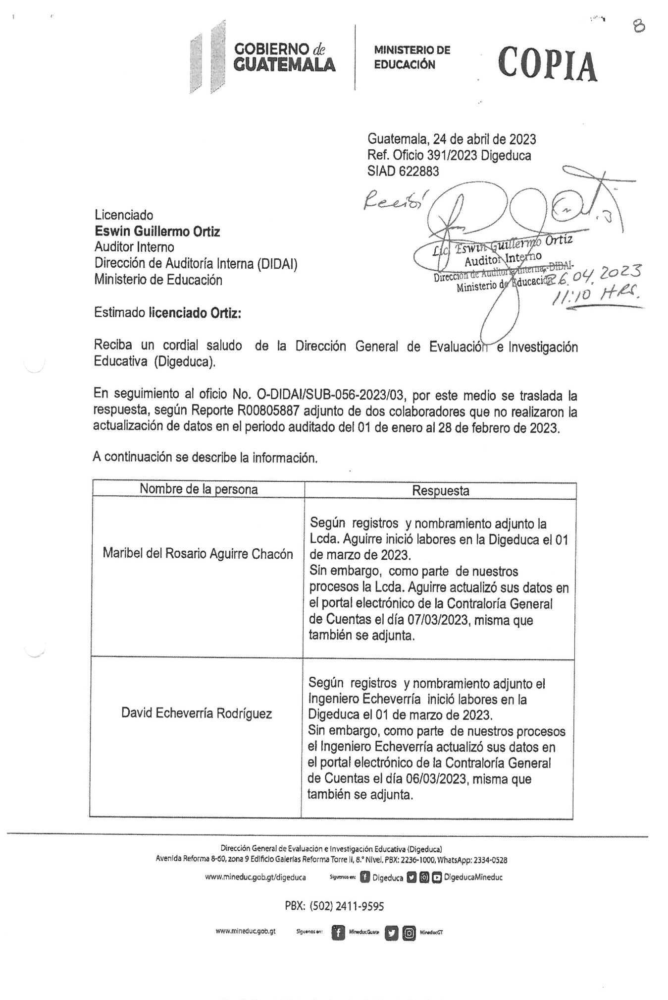 8
GOBIERNO de
GUATEMALA
MINISTERIO DE
EDUCACIÓN
COPIA
Guatemala, 24 de abril de 2023
Ref. Oficio 391/2023 Digeduca
SIAD 622883
Recibí
Licenciado
Eswin Guillermo Ortiz
Auditor Interno
Dirección de Auditoría Interna (DIDAI)
Ministerio de Educación
Lic. Eswin Guillermo Ortiz
Auditor Interno
Dirección de Auditoría Interna -DIDAI-
Ministerio de Educación
26.04.2023
11:10 HRS.
Estimado licenciado Ortiz:
Reciba un cordial saludo de la Dirección General de Evaluación e Investigación
Educativa (Digeduca).
En seguimiento al oficio No. O-DIDAI/SUB-056-2023/03, por este medio se traslada la
respuesta, según Reporte R00805887 adjunto de dos colaboradores que no realizaron la
actualización de datos en el periodo auditado del 01 de enero al 28 de febrero de 2023.
A continuación se describe la información.
Nombre de la persona
Respuesta
Maribel del Rosario Aguirre Chacón
Según registros y nombramiento adjunto la
Lcda. Aguirre inició labores en la Digeduca el 01
de marzo de 2023.
Sin embargo, como parte de nuestros
procesos la Lcda. Aguirre actualizó sus datos en
el portal electrónico de la Contraloría General
de Cuentas el día 07/03/2023, misma que
también se adjunta.
David Echeverría Rodríguez
Según registros y nombramiento adjunto el
Ingeniero Echeverría inició labores en la
Digeduca el 01 de marzo de 2023.
Sin embargo, como parte de nuestros procesos
el Ingeniero Echeverría actualizó sus datos en
el portal electrónico de la Contraloría General
de Cuentas el día 06/03/2023, misma que
también se adjunta.
Dirección General de Evaluación e Investigación Educativa (Digeduca)
Avenida Reforma 8-60, zona 9 Edificio Galerías Reforma Torre II, 8.° Nivel. PBX: 2236-1000, WhatsApp: 2334-0528
www.mineduc.gob.gt/digeduca Síguenos en: Digeduca DigeducaMineduc
PBX: (502) 2411-9595
www.mineduc.gob.gt Síguenos en: MineducGuate MineducGT